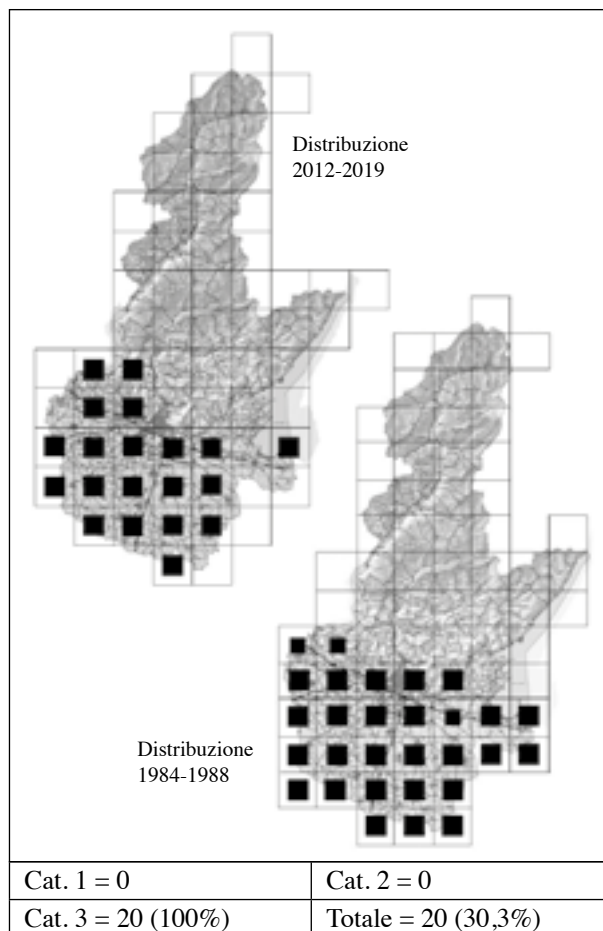 Distribuzione
2012-2019
Distribuzione
1984-1988
Cat. 1 = 0
Cat. 2 = 0
Cat. 3 = 20 (100%)
Totale = 20 (30,3%)